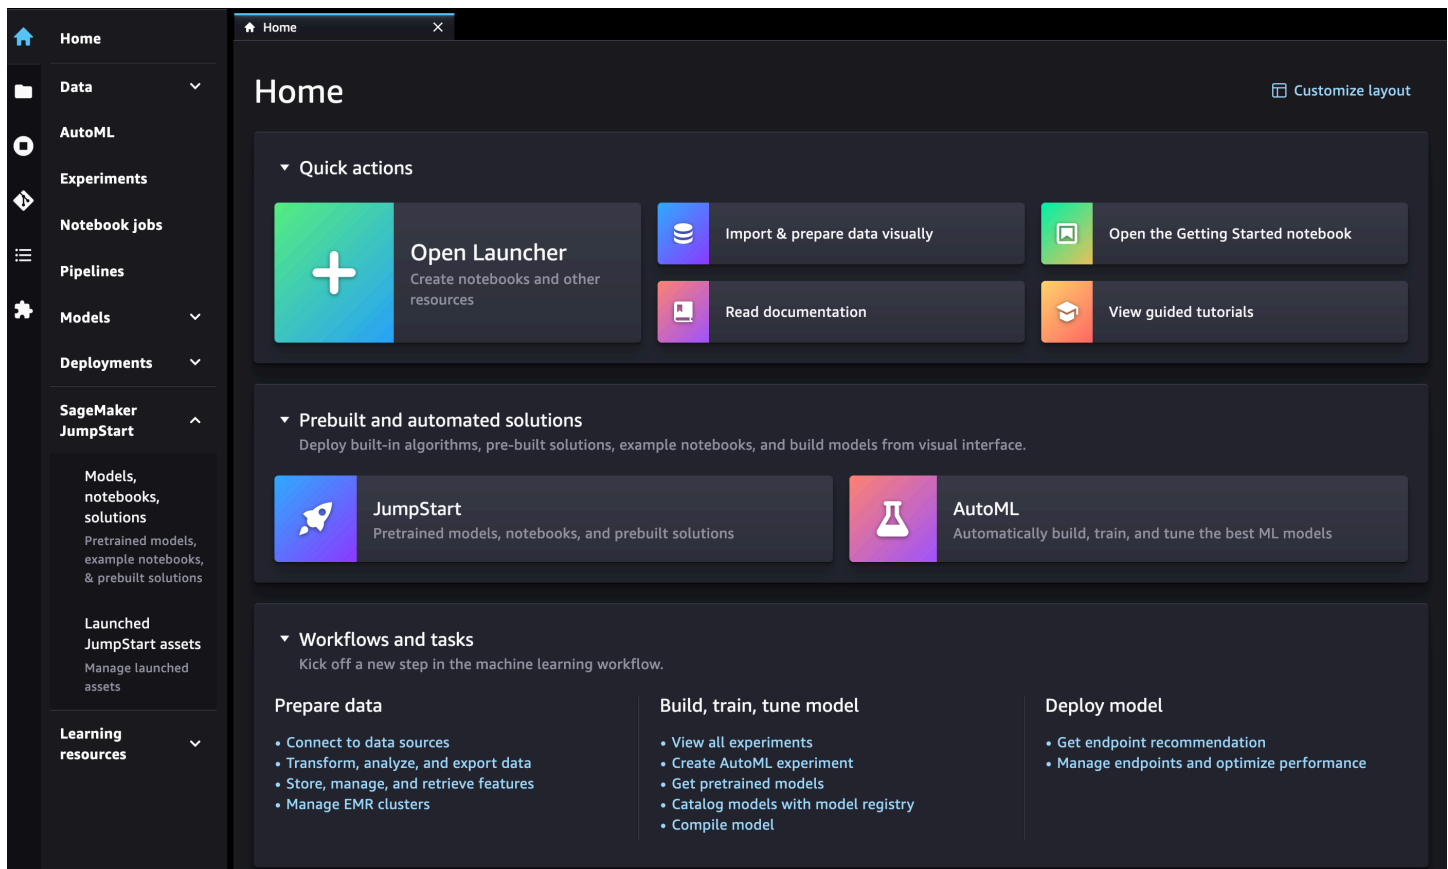 Home
Data
AutoML
Experiments
Notebook jobs
Pipelines
Models
Deployments
SageMaker
JumpStart
Models,
notebooks,
solutions
Pretrained models,
example notebooks,
& prebuilt solutions
Launched
JumpStart assets
Manage launched
assets
Learning
resources
Home
Home
Customize layout
Quick actions
Open Launcher
Create notebooks and other
resources
Import & prepare data visually
Open the Getting Started notebook
Read documentation
View guided tutorials
Prebuilt and automated solutions
Deploy built-in algorithms, pre-built solutions, example notebooks, and build models from visual interface.
JumpStart
Pretrained models, notebooks, and prebuilt solutions
AutoML
Automatically build, train, and tune the best ML models
Workflows and tasks
Kick off a new step in the machine learning workflow.
Prepare data
• Connect to data sources
• Transform, analyze, and export data
• Store, manage, and retrieve features
• Manage EMR clusters
Build, train, tune model
• View all experiments
• Create AutoML experiment
• Get pretrained models
• Catalog models with model registry
• Compile model
Deploy model
• Get endpoint recommendation
• Manage endpoints and optimize performance